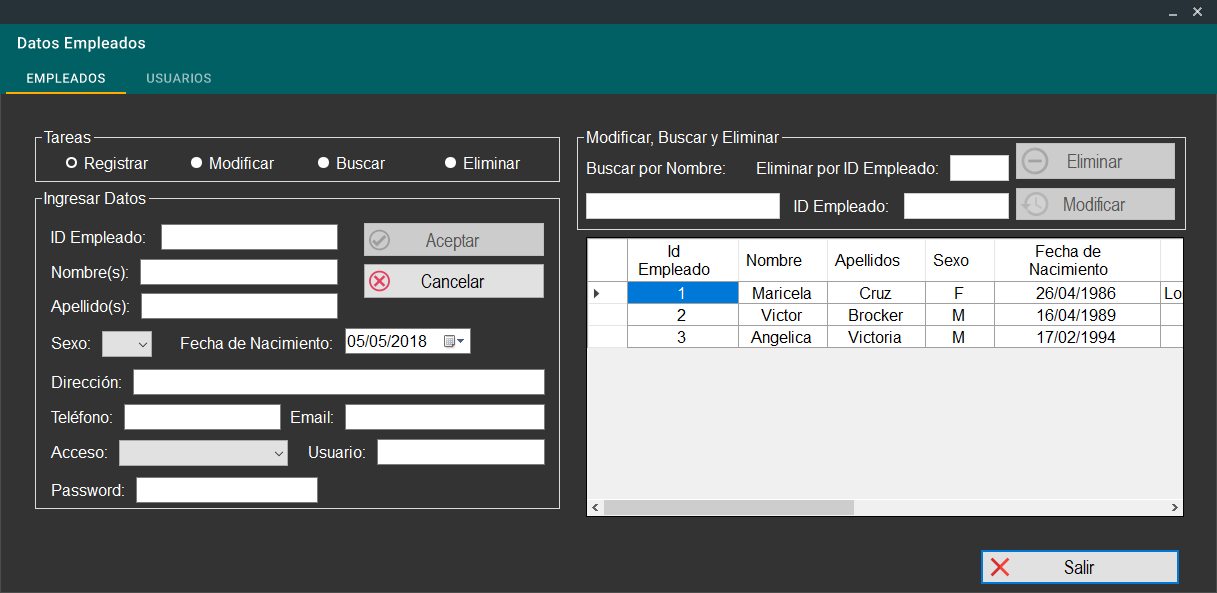 Datos Empleados
EMPLEADOS USUARIOS
Tareas
Registrar Modificar Buscar Eliminar
Ingresar Datos
ID Empleado:
Aceptar
Nombre(s):
Cancelar
Apellido(s):
Sexo: Fecha de Nacimiento: 05/05/2018
Dirección:
Teléfono: Email:
Acceso: Usuario:
Password:
Modificar, Buscar y Eliminar
Buscar por Nombre: Eliminar por ID Empleado: Eliminar
ID Empleado: Modificar
Id Empleado Nombre Apellidos Sexo Fecha de Nacimiento
1 Maricela Cruz F 26/04/1986 Lo
2 Victor Brocker M 16/04/1989
3 Angelica Victoria M 17/02/1994
Salir